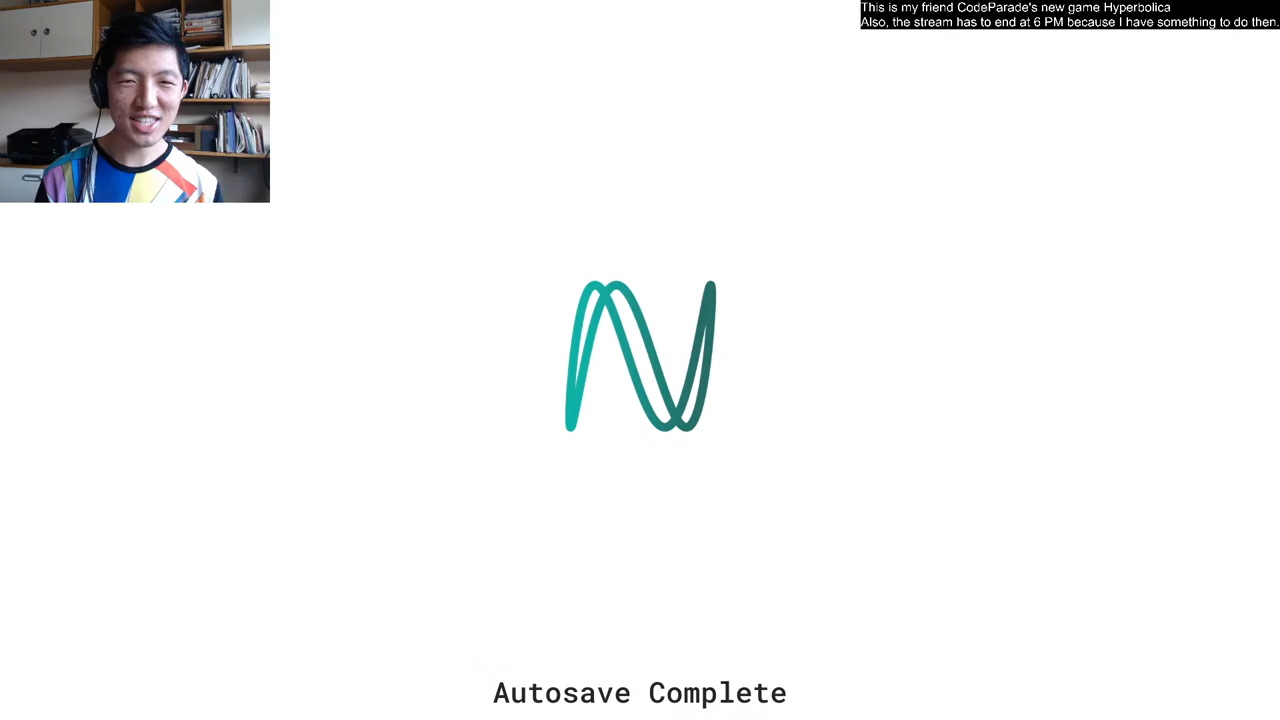 This is my friend CodeParade's new game Hyperbolica
Also, the stream has to end at 6 PM because I have something to do then.
Autosave Complete